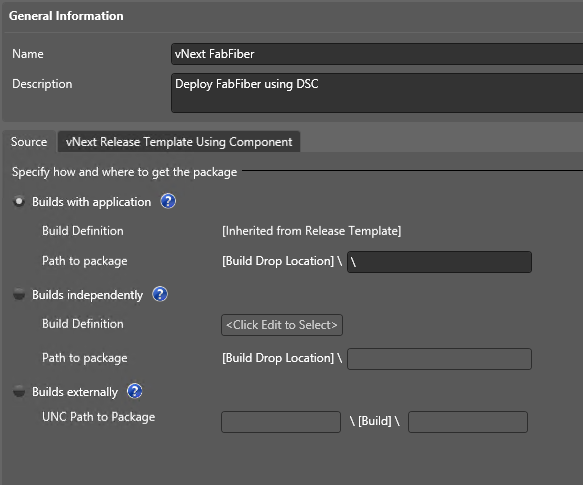 General Information
Name vNext FabFiber
Description Deploy FabFiber using DSC
Source vNext Release Template Using Component
Specify how and where to get the package
Builds with application ?
Build Definition [Inherited from Release Template]
Path to package [Build Drop Location] \ \
Builds independently ?
Build Definition <Click Edit to Select>
Path to package [Build Drop Location] \
Builds externally ?
UNC Path to Package \ [Build] \